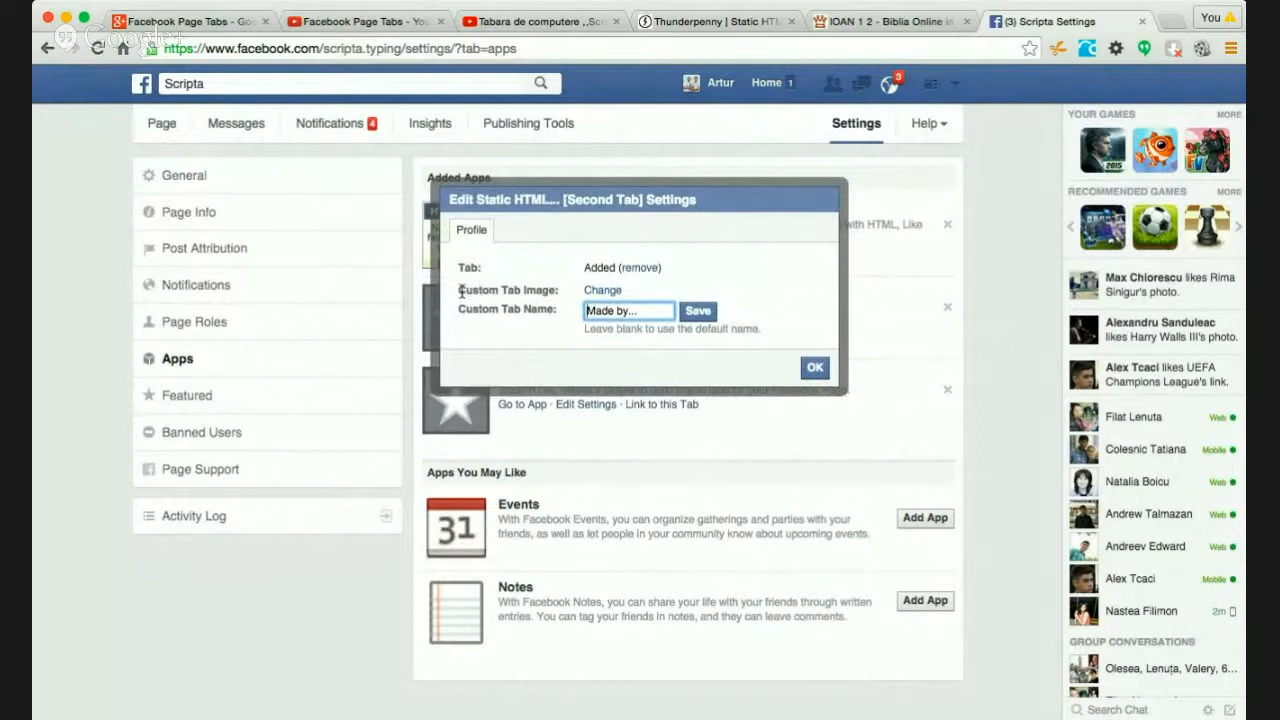 Facebook Page Tabs - Go
Facebook Page Tabs - You
Tabara de computere ,,Scr
Thunderpenny | Static HTM
IOAN 1 2 - Biblia Online in
(3) Scripta Settings
You
Google+
https://www.facebook.com/scripta.typing/settings/?tab=apps
Scripta
Artur
Home 1
3
Page
Messages
Notifications 4
Insights
Publishing Tools
Settings
Help
General
Page Info
Post Attribution
Notifications
Page Roles
Apps
Featured
Banned Users
Page Support
Activity Log
Added Apps
with HTML, Like
Edit Static HTML... [Second Tab] Settings
Profile
Tab:
Added (remove)
Custom Tab Image:
Change
Custom Tab Name:
Made by...
Save
Leave blank to use the default name.
OK
Go to App · Edit Settings · Link to this Tab
Apps You May Like
Events
With Facebook Events, you can organize gatherings and parties with your
friends, as well as let people in your community know about upcoming events.
Add App
Notes
With Facebook Notes, you can share your life with your friends through written
entries. You can tag your friends in notes, and they can leave comments.
Add App
YOUR GAMES
MORE
2015
RECOMMENDED GAMES
MORE
Max Chiorescu likes Rima
Sinigur's photo.
Alexandru Sanduleac
likes Harry Walls III's photo.
Alex Tcaci likes UEFA
Champions League's link.
Filat Lenuta
Web
Colesnic Tatiana
Mobile
Natalia Boicu
Web
Andrew Talmazan
Web
Andreev Edward
Web
Alex Tcaci
Mobile
Nastea Filimon
2m
GROUP CONVERSATIONS
Olesea, Lenuta, Valery, 6...
Search Chat